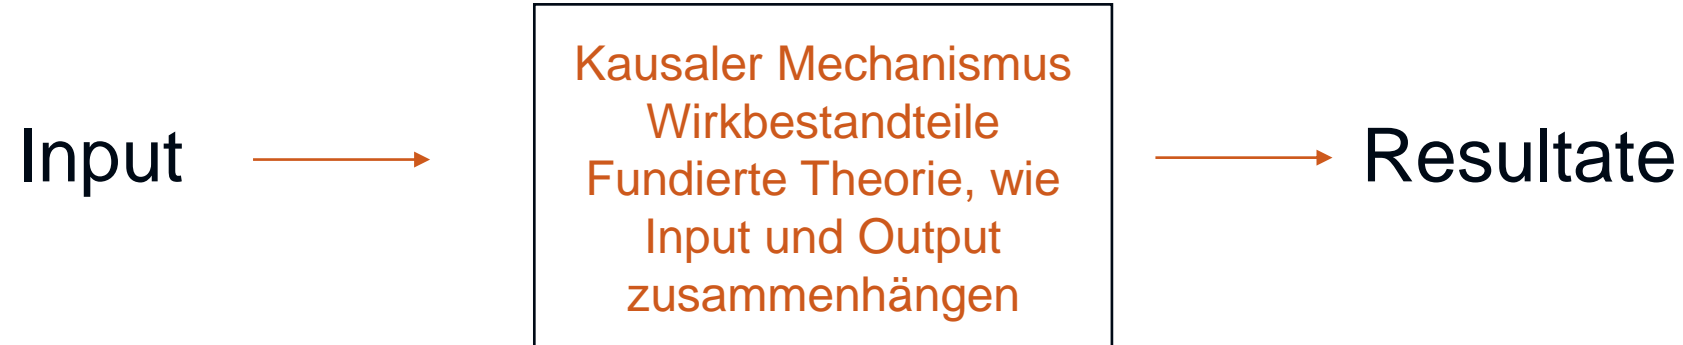 Input
Kausaler Mechanismus
Wirkbestandteile
Fundierte Theorie, wie
Input und Output
zusammenhängen
Resultate